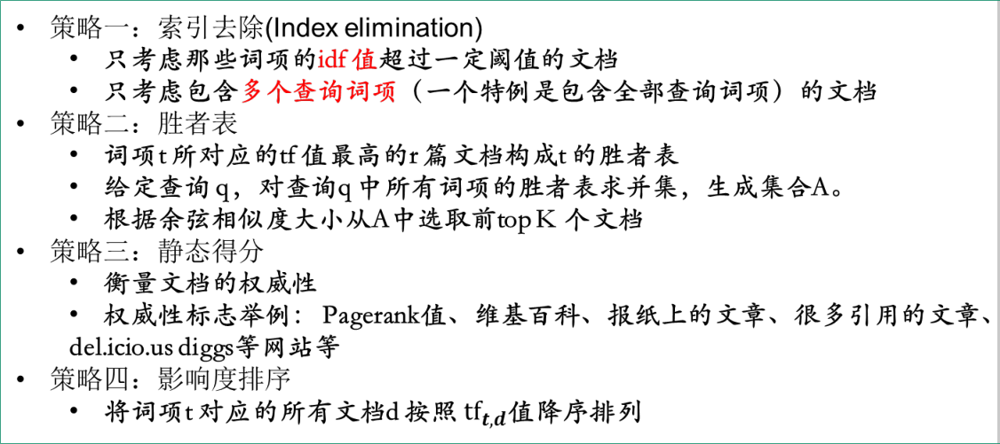 • 策略一：索引去除(Index elimination)
• 只考虑那些词项的idf 值超过一定阈值的文档
• 只考虑包含多个查询词项（一个特例是包含全部查询词项）的文档
• 策略二：胜者表
• 词项t 所对应的tf 值最高的r 篇文档构成t 的胜者表
• 给定查询 q，对查询q 中所有词项的胜者表求并集，生成集合A。
• 根据余弦相似度大小从A中选取前top K 个文档
• 策略三：静态得分
• 衡量文档的权威性
• 权威性标志举例： Pagerank值、维基百科、报纸上的文章、很多引用的文章、
del.icio.us diggs等网站等
• 策略四：影响度排序
• 将词项t 对应的所有文档d 按照 tf_{t,d}值降序排列